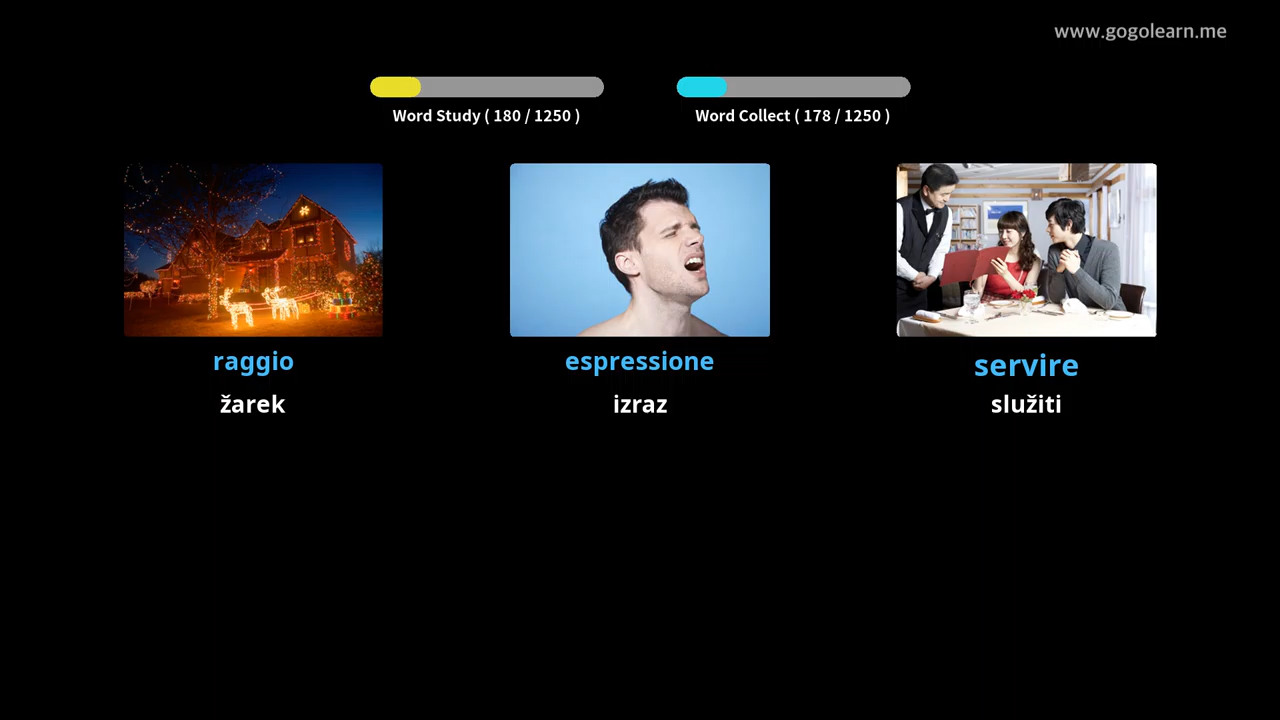 www.gogolearn.me
Word Study ( 180 / 1250 )
Word Collect ( 178 / 1250 )
raggio
espressione
servire
žarek
izraz
služiti